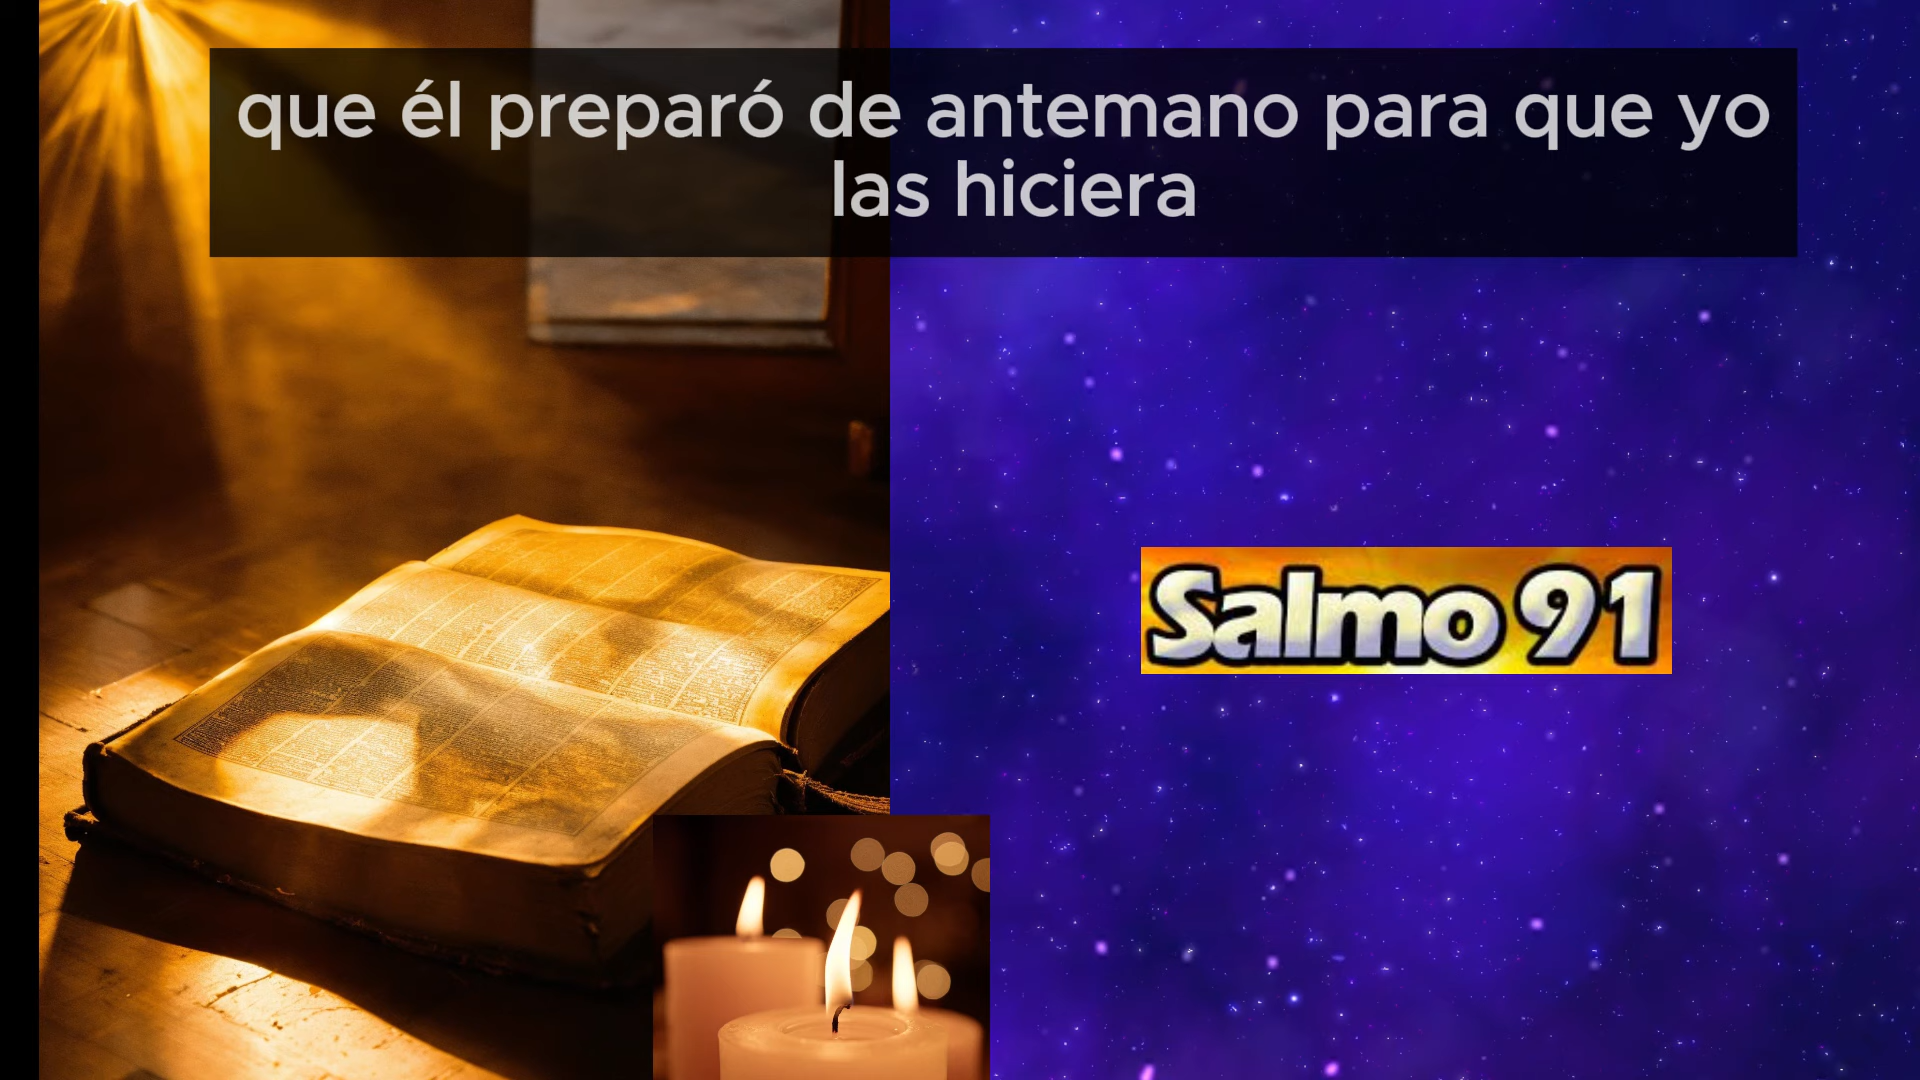 que él preparó de antemano para que yo
las hiciera
Salmo 91